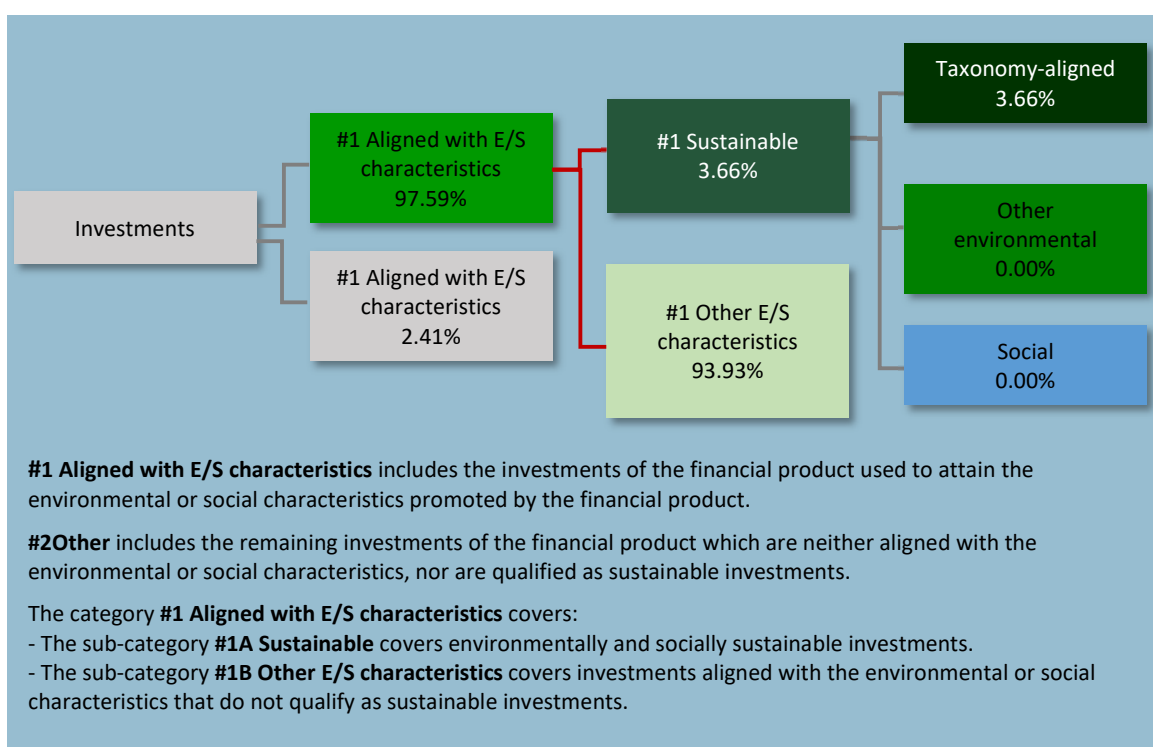 Investments
#1 Aligned with E/S
characteristics
97.59%
#1 Aligned with E/S
characteristics
2.41%
#1 Sustainable
3.66%
#1 Other E/S
characteristics
93.93%
Taxonomy-aligned
3.66%
Other
environmental
0.00%
Social
0.00%
#1 Aligned with E/S characteristics includes the investments of the financial product used to attain the
environmental or social characteristics promoted by the financial product.
#2Other includes the remaining investments of the financial product which are neither aligned with the
environmental or social characteristics, nor are qualified as sustainable investments.
The category #1 Aligned with E/S characteristics covers:
- The sub-category #1A Sustainable covers environmentally and socially sustainable investments.
- The sub-category #1B Other E/S characteristics covers investments aligned with the environmental or social
characteristics that do not qualify as sustainable investments.